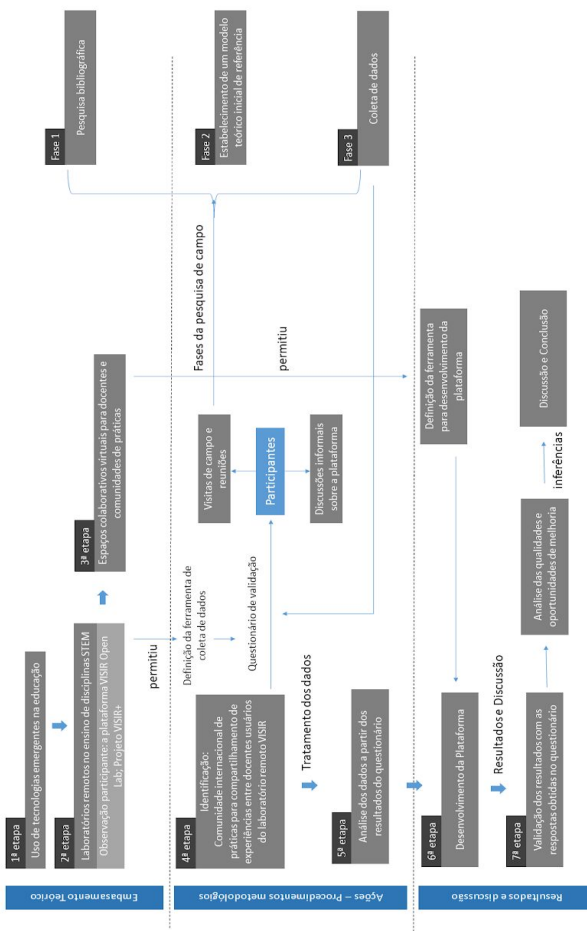 Embasamento Teórico
1ª etapa
Uso de tecnologias emergentes na educação
2ª etapa
Laboratórios remotos no ensino de disciplinas STEM
Observação participante: a plataforma VISIR Open
Lab; Projeto VISIR+
3ª etapa
Espaços colaborativos virtuais para docentes e
comunidades de práticas
Fase 1
Pesquisa bibliográfica
permitiu
Ações – Procedimentos metodológios
4ª etapa
Identificação:
Comunidade internacional de
práticas para compartilhamento de
experiências entre docentes usuários
do laboratório remoto VISIR
Definição da ferramenta de
coleta de dados
Questionário de validação
Visitas de campo e
reuniões
Participantes
Discussões informais
sobre a plataforma
Fases da pesquisa de campo
permitiu
Fase 2
Estabelecimento de um modelo
teórico inicial de referência
Fase 3
Coleta de dados
Tratamento dos dados
5ª etapa
Análise dos dados a partir dos
resultados do questionário
Resultados e discussão
6ª etapa
Desenvolvimento da Plataforma
Definição da ferramenta
para desenvolvimento da
plataforma
Resultados e Discussão
7ª etapa
Validação dos resultados com as
respostas obtidas no questionário
Análise das qualidades e
oportunidades de melhoria
inferências
Discussão e Conclusão